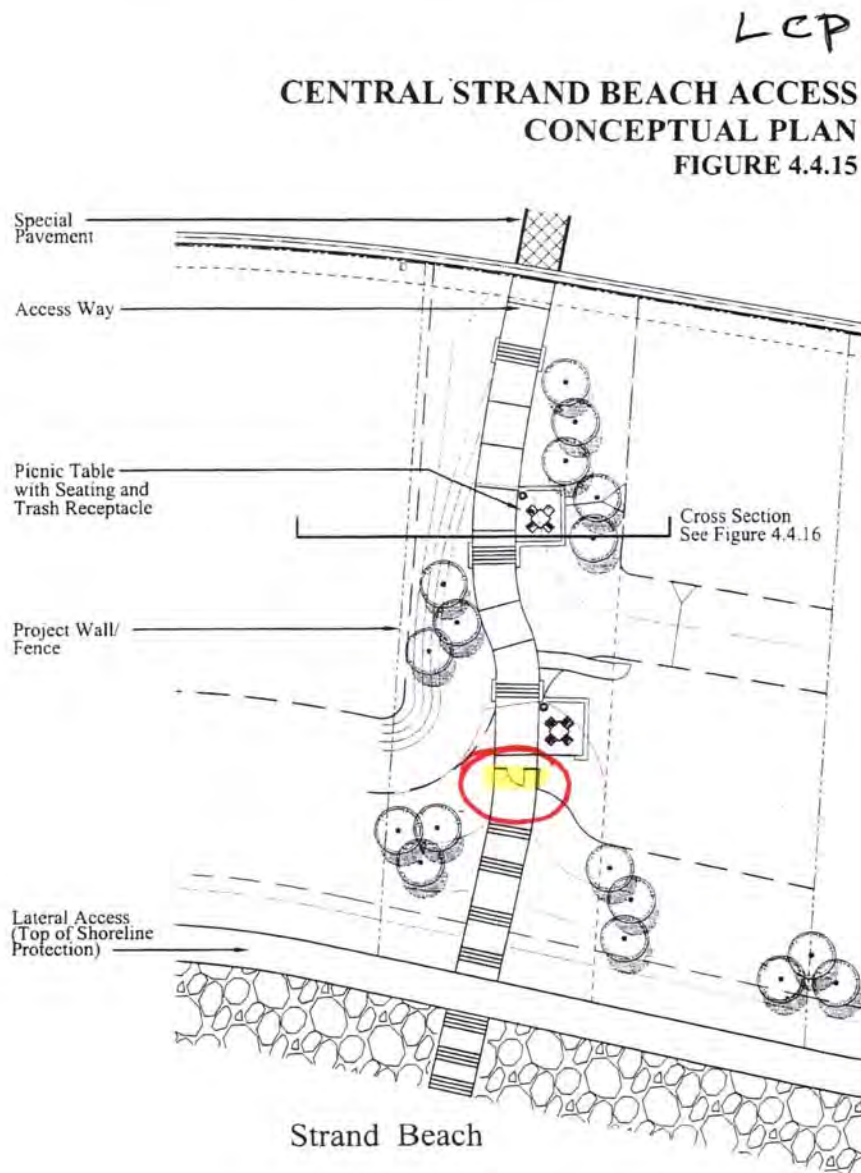 LCP
CENTRAL STRAND BEACH ACCESS
CONCEPTUAL PLAN
FIGURE 4.4.15
Special
Pavement
Access Way
Picnic Table
with Seating and
Trash Receptacle
Cross Section
See Figure 4.4.16
Project Wall/
Fence
Lateral Access
(Top of Shoreline
Protection)
Strand Beach